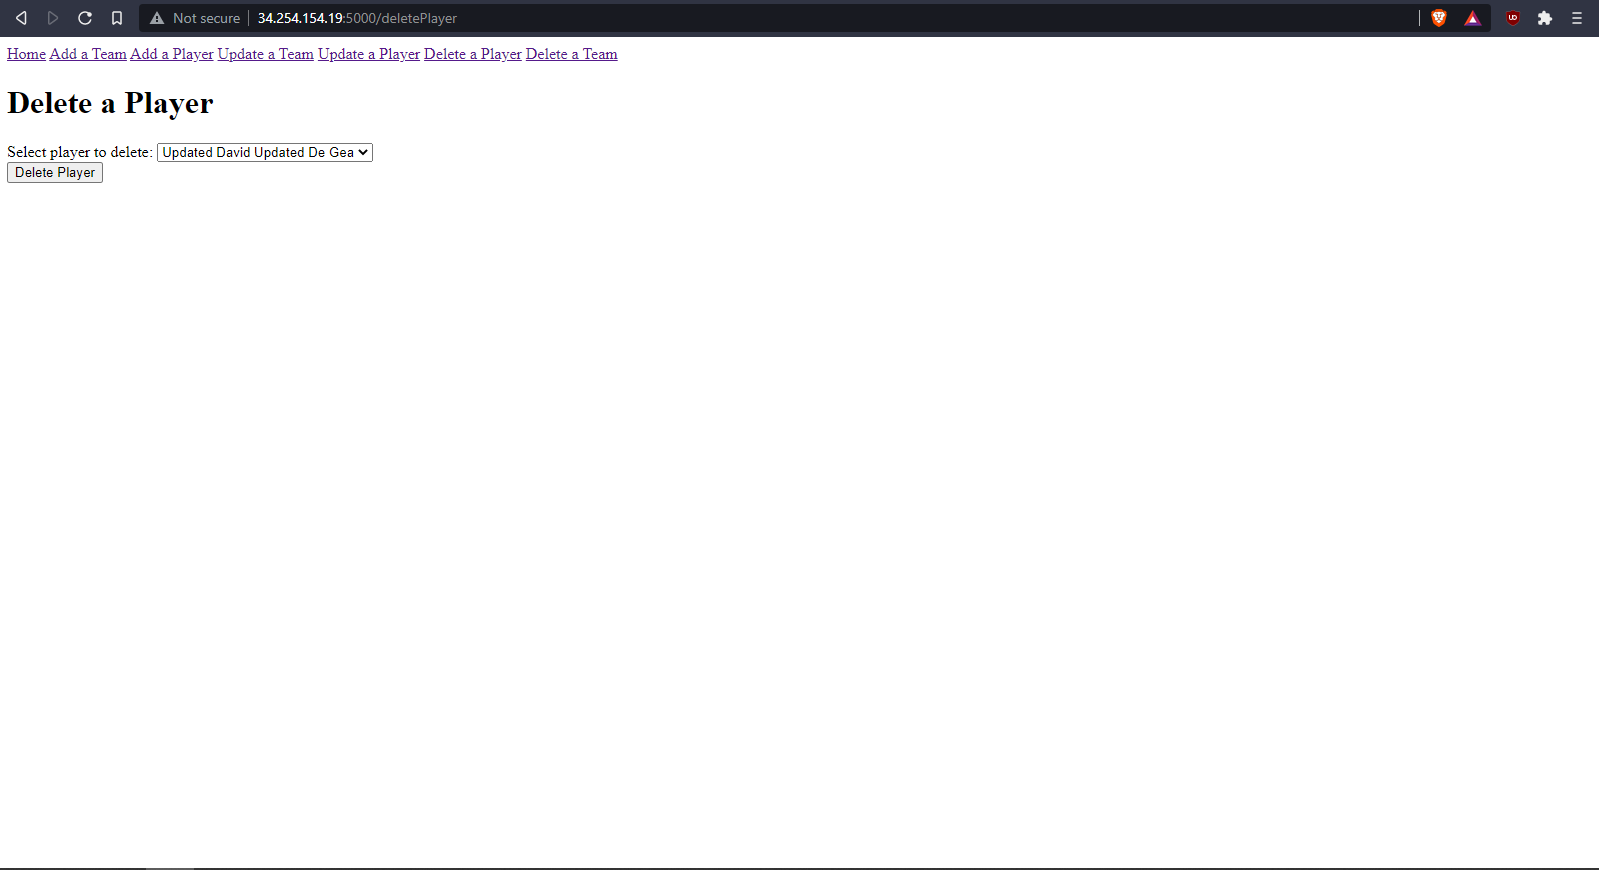 Not secure 34.254.154.19:5000/deletePlayer
Home Add a Team Add a Player Update a Team Update a Player Delete a Player Delete a Team
Delete a Player
Select player to delete: Updated David Updated De Gea
Delete Player